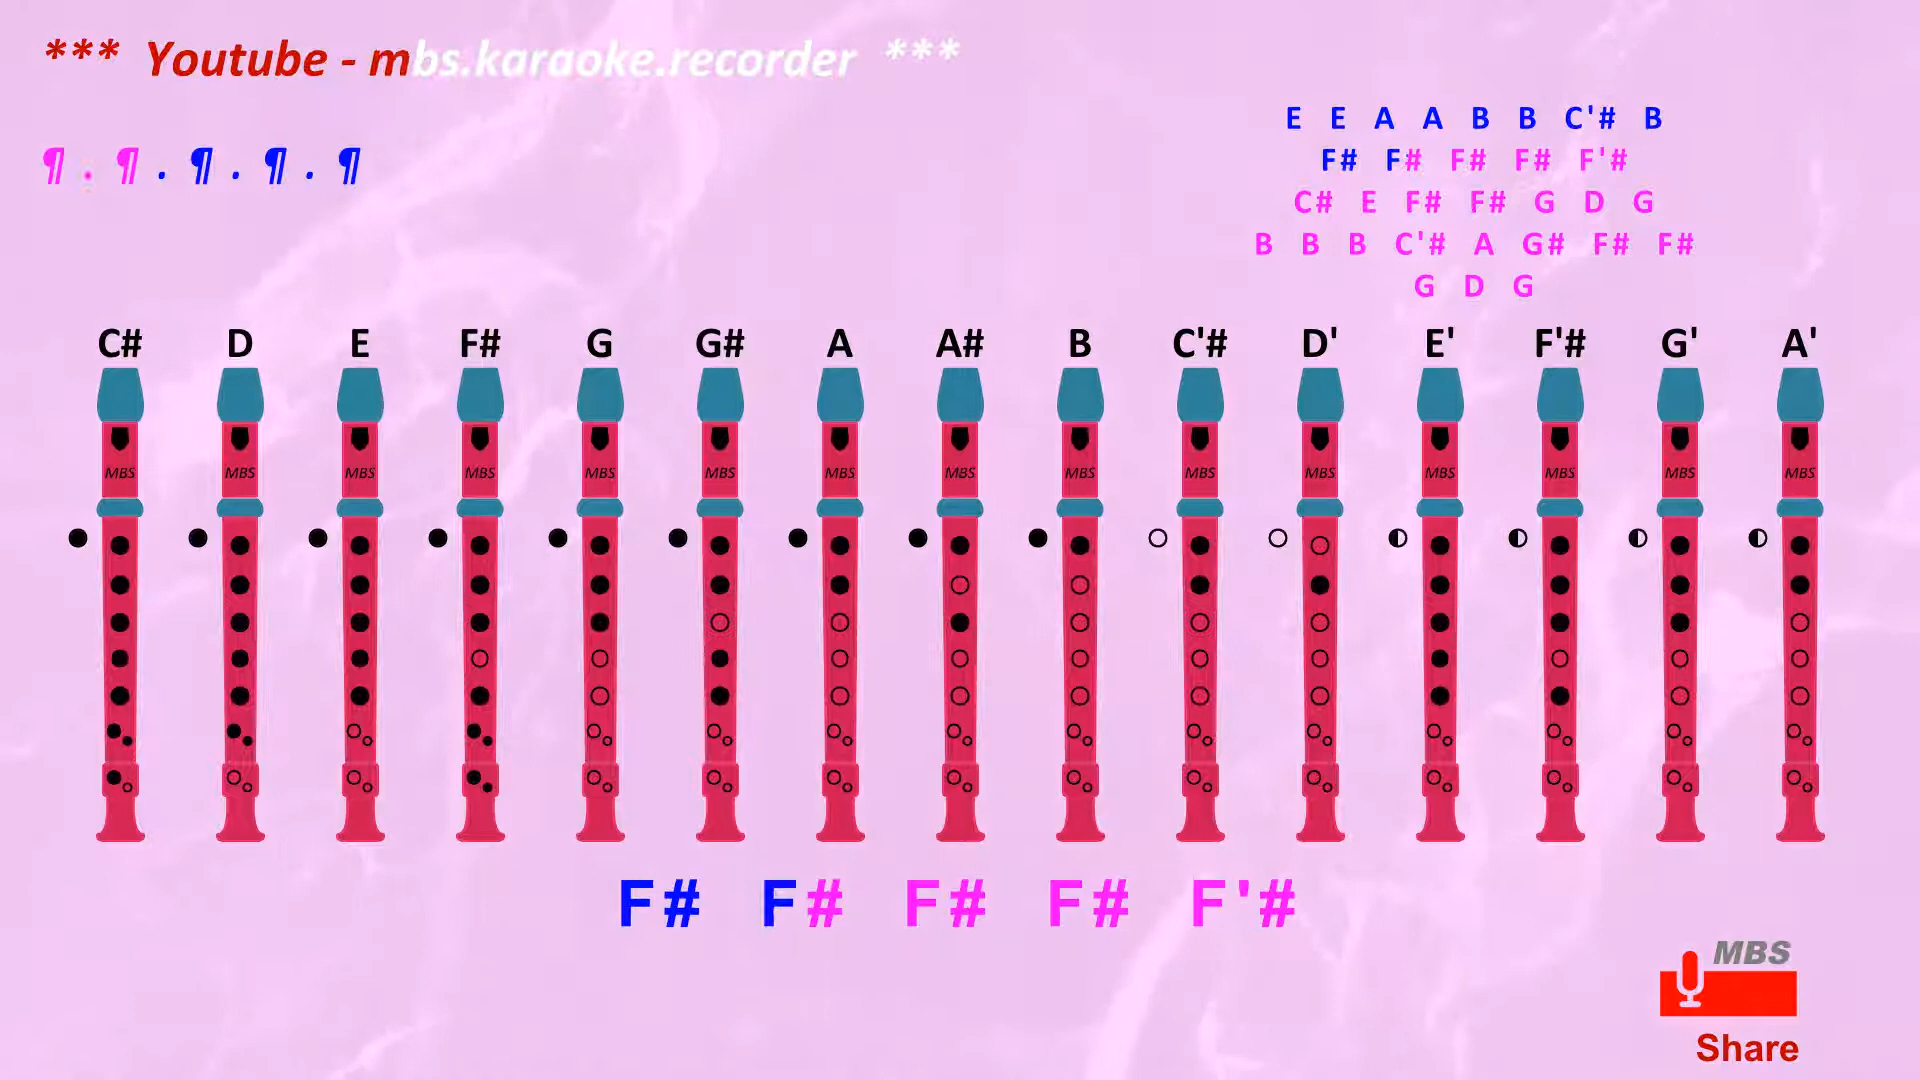 *** Youtube - mbs.karaoke.recorder ***
¶ . ¶ . ¶ . ¶ . ¶
E E A A B B C'# B
F# F# F# F# F'#
C# E F# F# G D G
B B B C'# A G# F# F#
G D G
C# D E F# G G# A A# B C'# D' E' F'# G' A'
MBS MBS MBS MBS MBS MBS MBS MBS MBS MBS MBS MBS MBS MBS MBS
F# F# F# F# F'#
MBS
Share